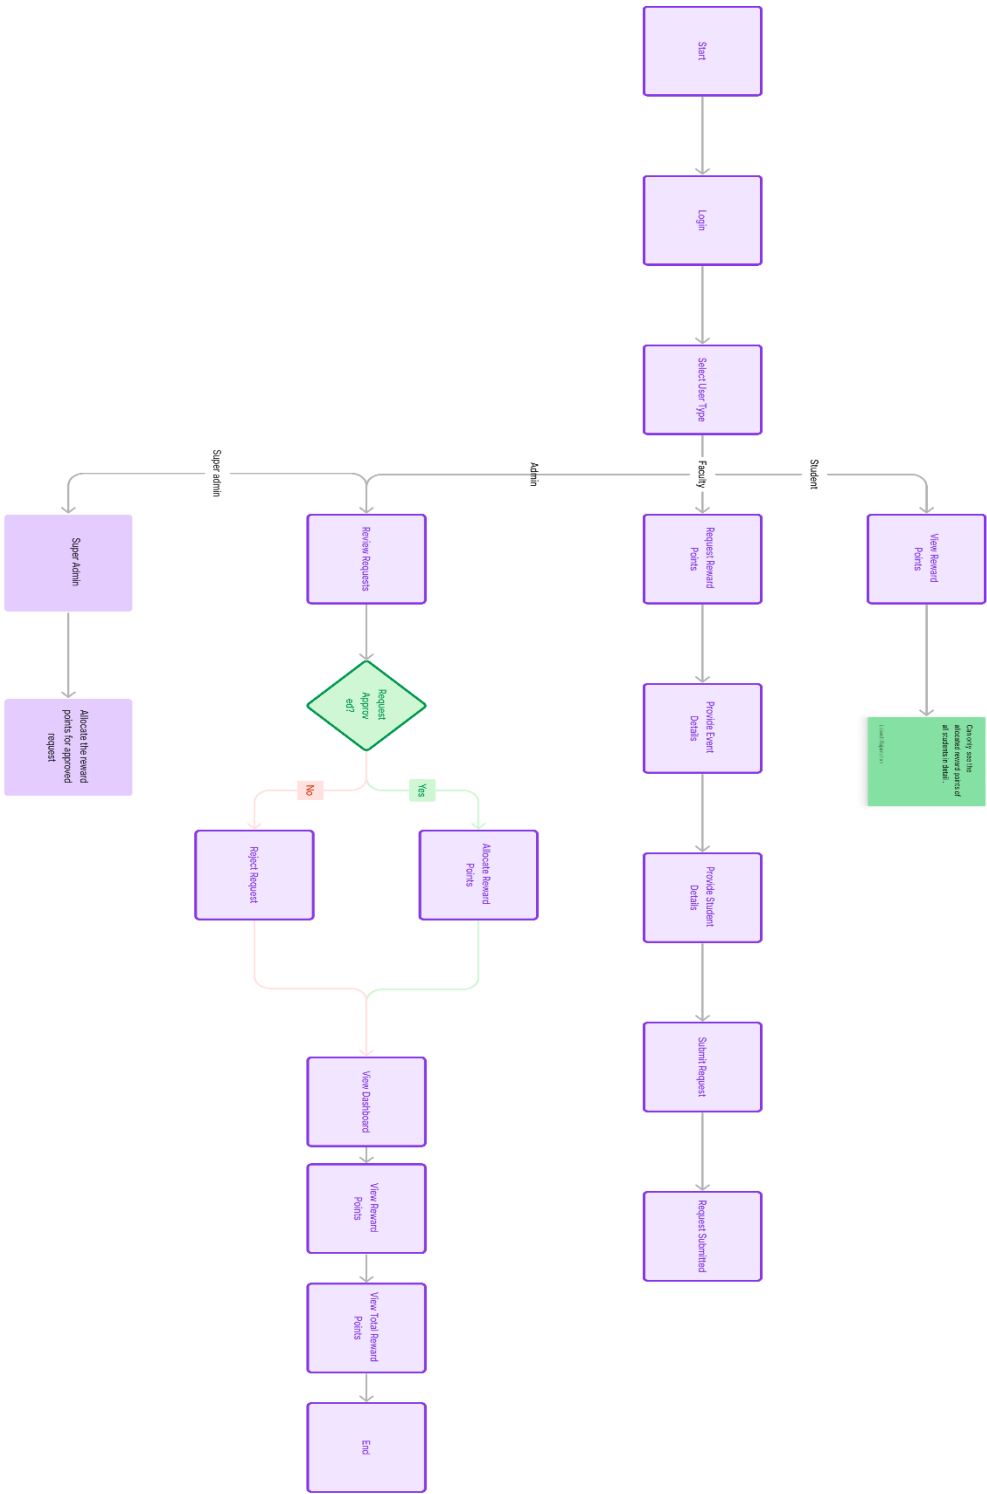 Start
Login
Select User Type
Super admin
Admin
Faculty
Student
Super Admin
Review Requests
Request Reward
Points
View Reward
Points
Request
Approv
ed?
Allocate the reward
points for approved
request
Provide Event
Details
Can only see the
allocated reward points of
all students in detail .
No
Yes
Reject Request
Allocate Reward
Points
Provide Student
Details
Submit Request
View Dashboard
View Reward
Points
Request Submitted
View Total Reward
Points
End